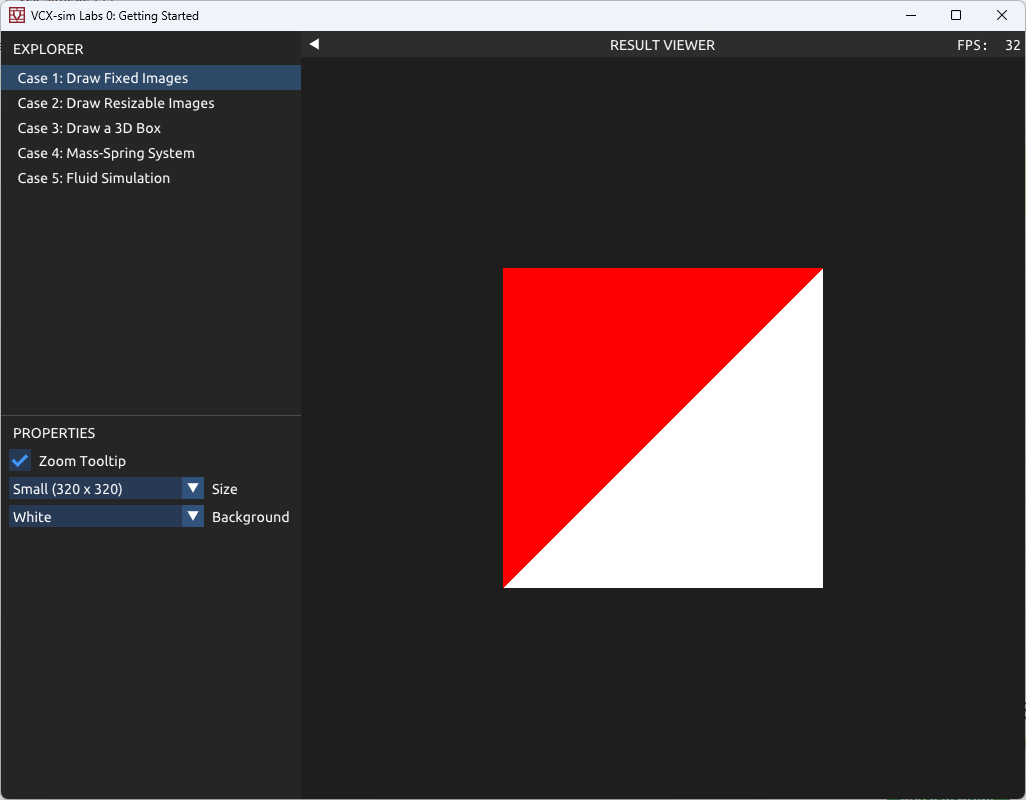 VCX-sim Labs 0: Getting Started
EXPLORER
Case 1: Draw Fixed Images
Case 2: Draw Resizable Images
Case 3: Draw a 3D Box
Case 4: Mass-Spring System
Case 5: Fluid Simulation
PROPERTIES
Zoom Tooltip
Small (320 x 320) Size
White Background
RESULT VIEWER FPS: 32